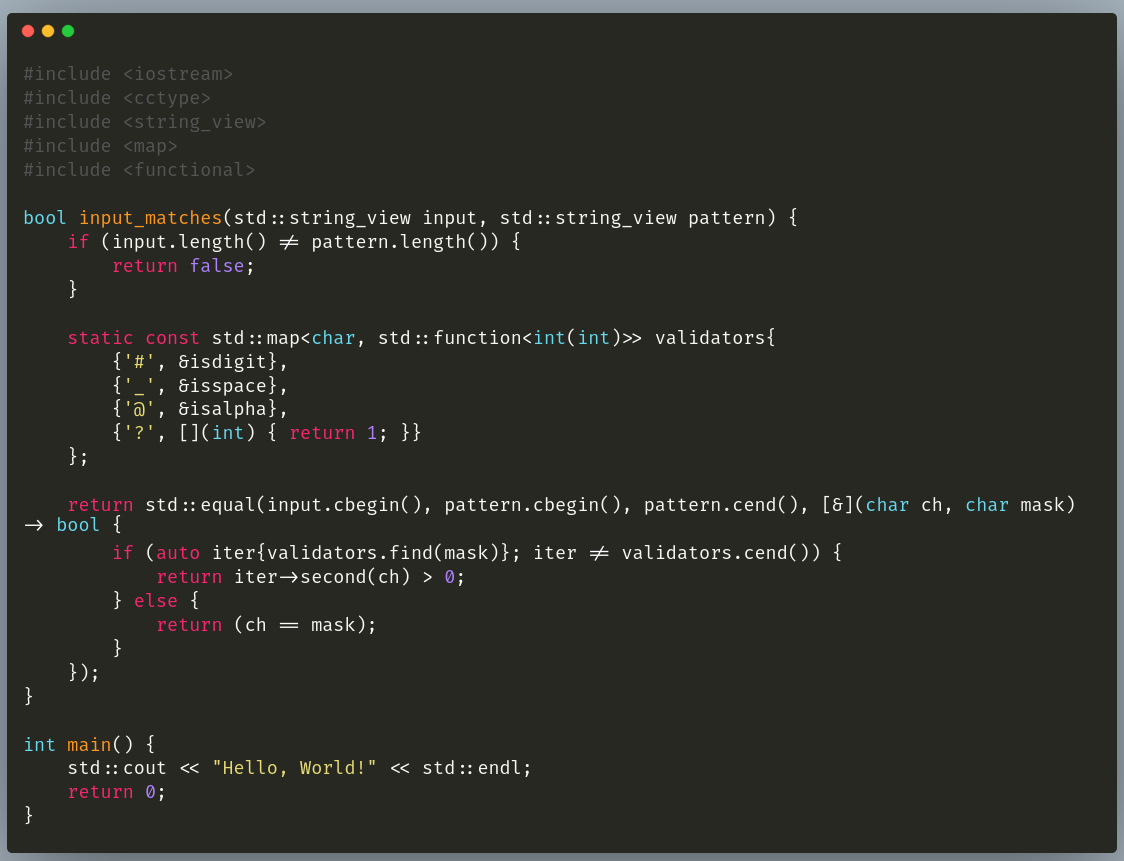 #include <iostream>
#include <cctype>
#include <string_view>
#include <map>
#include <functional>

bool input_matches(std::string_view input, std::string_view pattern) {
    if (input.length() != pattern.length()) {
        return false;
    }

    static const std::map<char, std::function<int(int)>> validators{
        {'#', &isdigit},
        {'_', &isspace},
        {'@', &isalpha},
        {'?', [](int) { return 1; }}
    };

    return std::equal(input.cbegin(), pattern.cbegin(), pattern.cend(), [&](char ch, char mask)
-> bool {
        if (auto iter{validators.find(mask)}; iter != validators.cend()) {
            return iter->second(ch) > 0;
        } else {
            return (ch == mask);
        }
    });
}

int main() {
    std::cout << "Hello, World!" << std::endl;
    return 0;
}